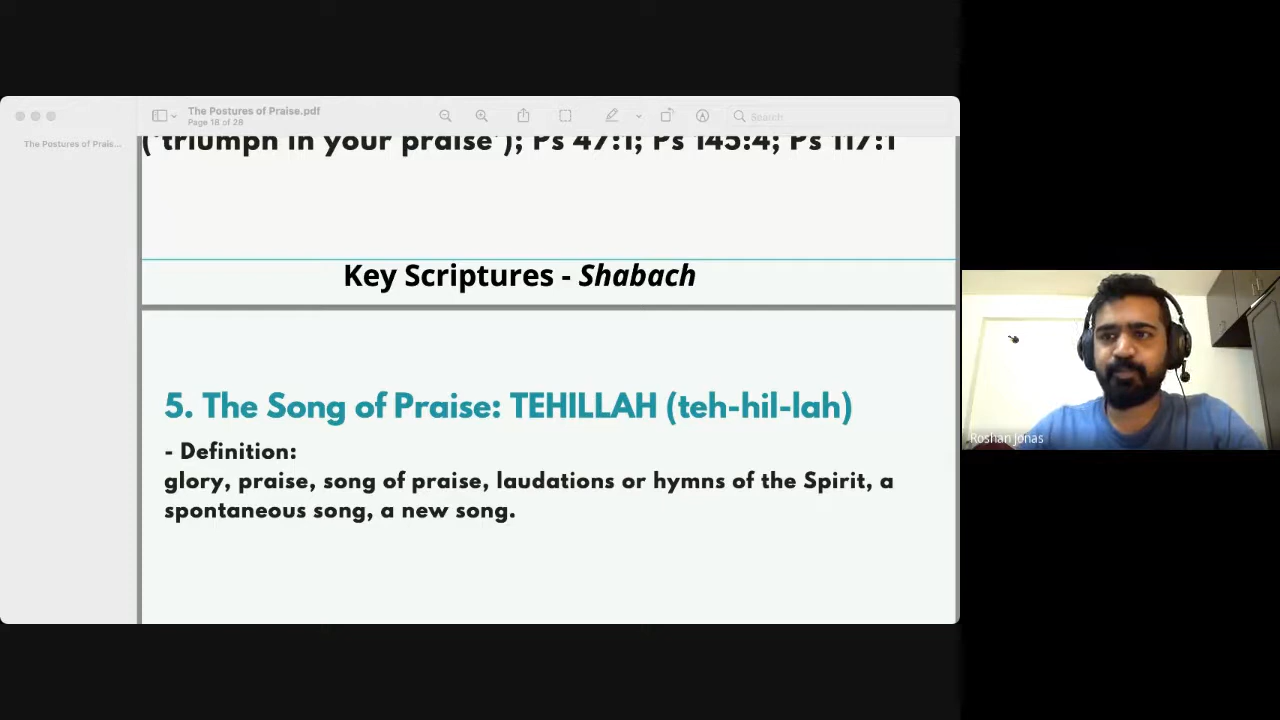 The Postures of Praise.pdf
Page 18 of 28
Search
The Postures of Prais...
("triumph in your praise"); Ps 47:1; Ps 145:4; Ps 117:1
Key Scriptures - Shabach
5. The Song of Praise: TEHILLAH (teh-hil-lah)
- Definition:
glory, praise, song of praise, laudations or hymns of the Spirit, a
spontaneous song, a new song.
Roshan Jonas